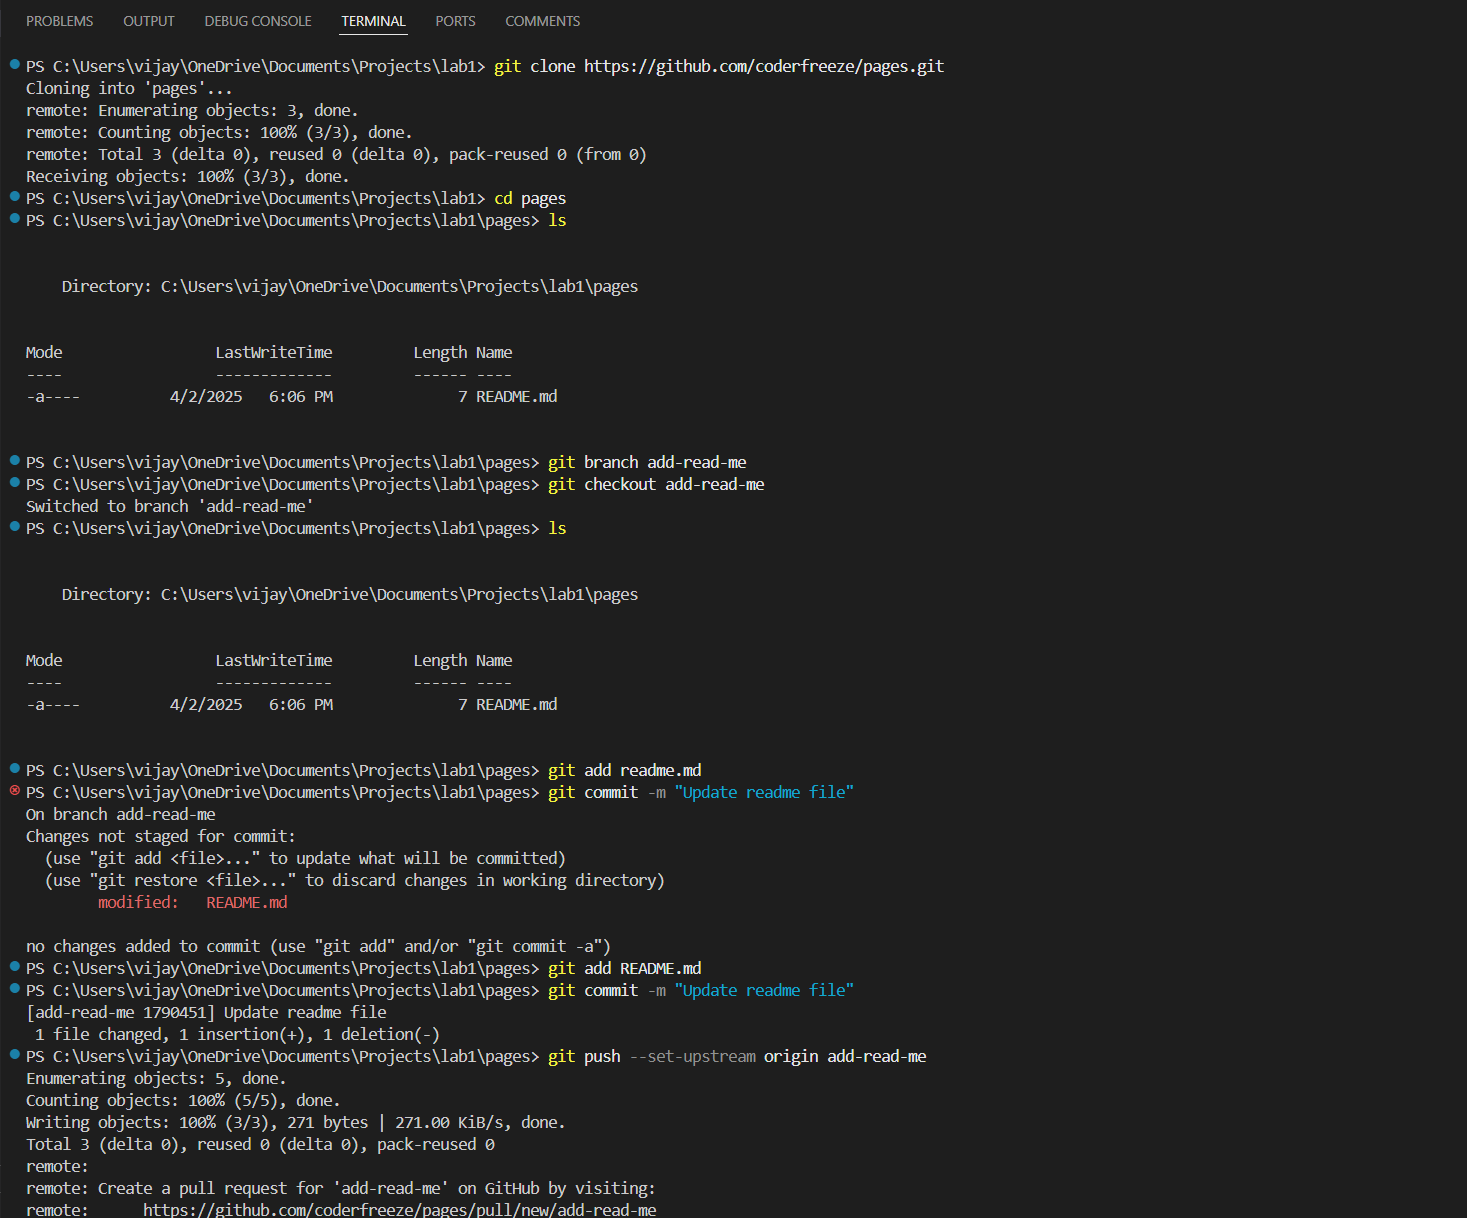 PROBLEMS OUTPUT DEBUG CONSOLE TERMINAL PORTS COMMENTS
PS C:\Users\vijay\OneDrive\Documents\Projects\lab1> git clone https://github.com/coderfreeze/pages.git
Cloning into 'pages'...
remote: Enumerating objects: 3, done.
remote: Counting objects: 100% (3/3), done.
remote: Total 3 (delta 0), reused 0 (delta 0), pack-reused 0 (from 0)
Receiving objects: 100% (3/3), done.
PS C:\Users\vijay\OneDrive\Documents\Projects\lab1> cd pages
PS C:\Users\vijay\OneDrive\Documents\Projects\lab1\pages> ls
    Directory: C:\Users\vijay\OneDrive\Documents\Projects\lab1\pages
Mode                 LastWriteTime         Length Name
----                 -------------         ------ ----
-a----          4/2/2025   6:06 PM              7 README.md
PS C:\Users\vijay\OneDrive\Documents\Projects\lab1\pages> git branch add-read-me
PS C:\Users\vijay\OneDrive\Documents\Projects\lab1\pages> git checkout add-read-me
Switched to branch 'add-read-me'
PS C:\Users\vijay\OneDrive\Documents\Projects\lab1\pages> ls
    Directory: C:\Users\vijay\OneDrive\Documents\Projects\lab1\pages
Mode                 LastWriteTime         Length Name
----                 -------------         ------ ----
-a----          4/2/2025   6:06 PM              7 README.md
PS C:\Users\vijay\OneDrive\Documents\Projects\lab1\pages> git add readme.md
PS C:\Users\vijay\OneDrive\Documents\Projects\lab1\pages> git commit -m "Update readme file"
On branch add-read-me
Changes not staged for commit:
  (use "git add <file>..." to update what will be committed)
  (use "git restore <file>..." to discard changes in working directory)
        modified:   README.md
no changes added to commit (use "git add" and/or "git commit -a")
PS C:\Users\vijay\OneDrive\Documents\Projects\lab1\pages> git add README.md
PS C:\Users\vijay\OneDrive\Documents\Projects\lab1\pages> git commit -m "Update readme file"
[add-read-me 1790451] Update readme file
 1 file changed, 1 insertion(+), 1 deletion(-)
PS C:\Users\vijay\OneDrive\Documents\Projects\lab1\pages> git push --set-upstream origin add-read-me
Enumerating objects: 5, done.
Counting objects: 100% (5/5), done.
Writing objects: 100% (3/3), 271 bytes | 271.00 KiB/s, done.
Total 3 (delta 0), reused 0 (delta 0), pack-reused 0
remote:
remote: Create a pull request for 'add-read-me' on GitHub by visiting:
remote:      https://github.com/coderfreeze/pages/pull/new/add-read-me